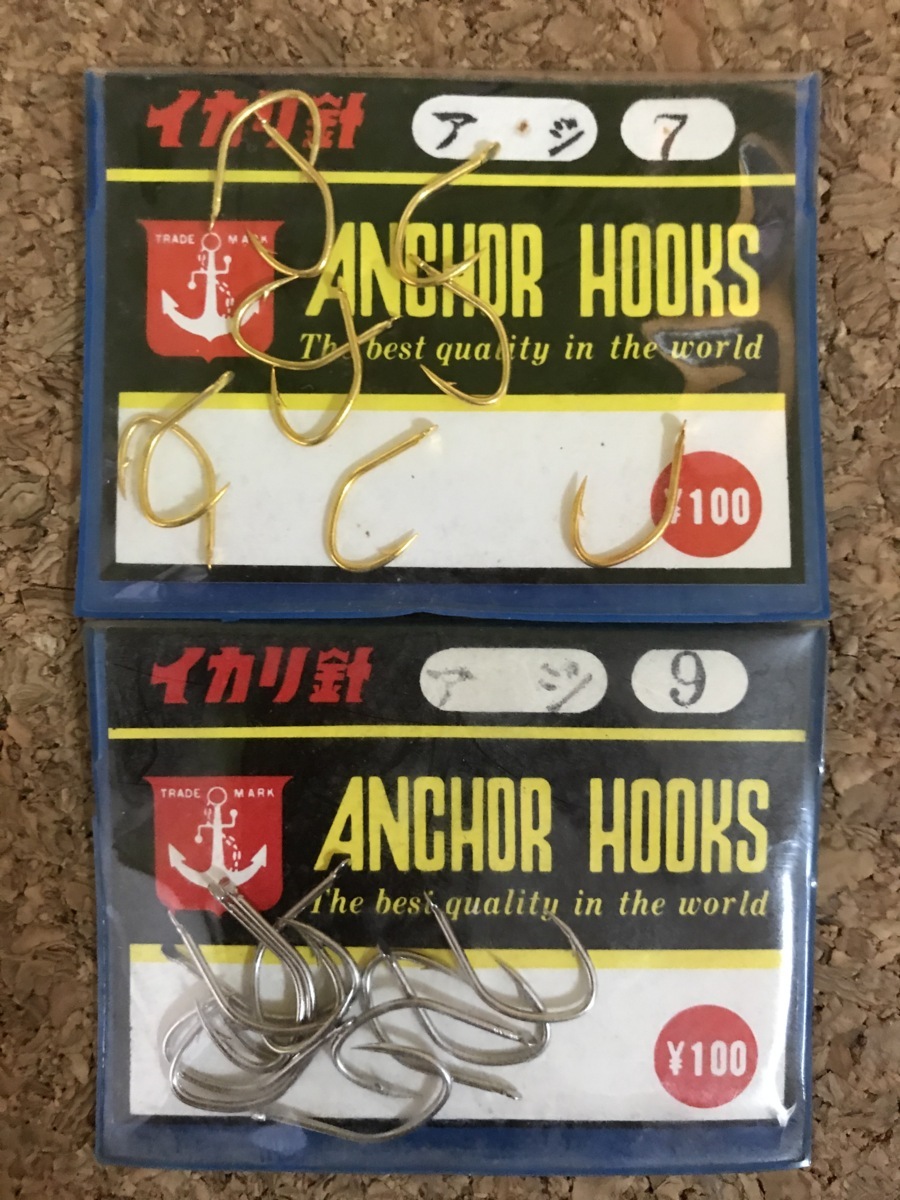 イカリ針 アジ 7
TRADE MARK
ANCHOR HOOKS
The best quality in the world
¥100
イカリ針 アジ 9
TRADE MARK
ANCHOR HOOKS
The best quality in the world
¥100